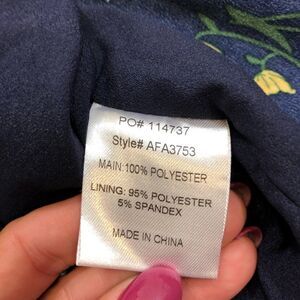 PO# 114737
Style# AFA3753
MAIN:100% POLYESTER
LINING: 95% POLYESTER
5% SPANDEX
MADE IN CHINA